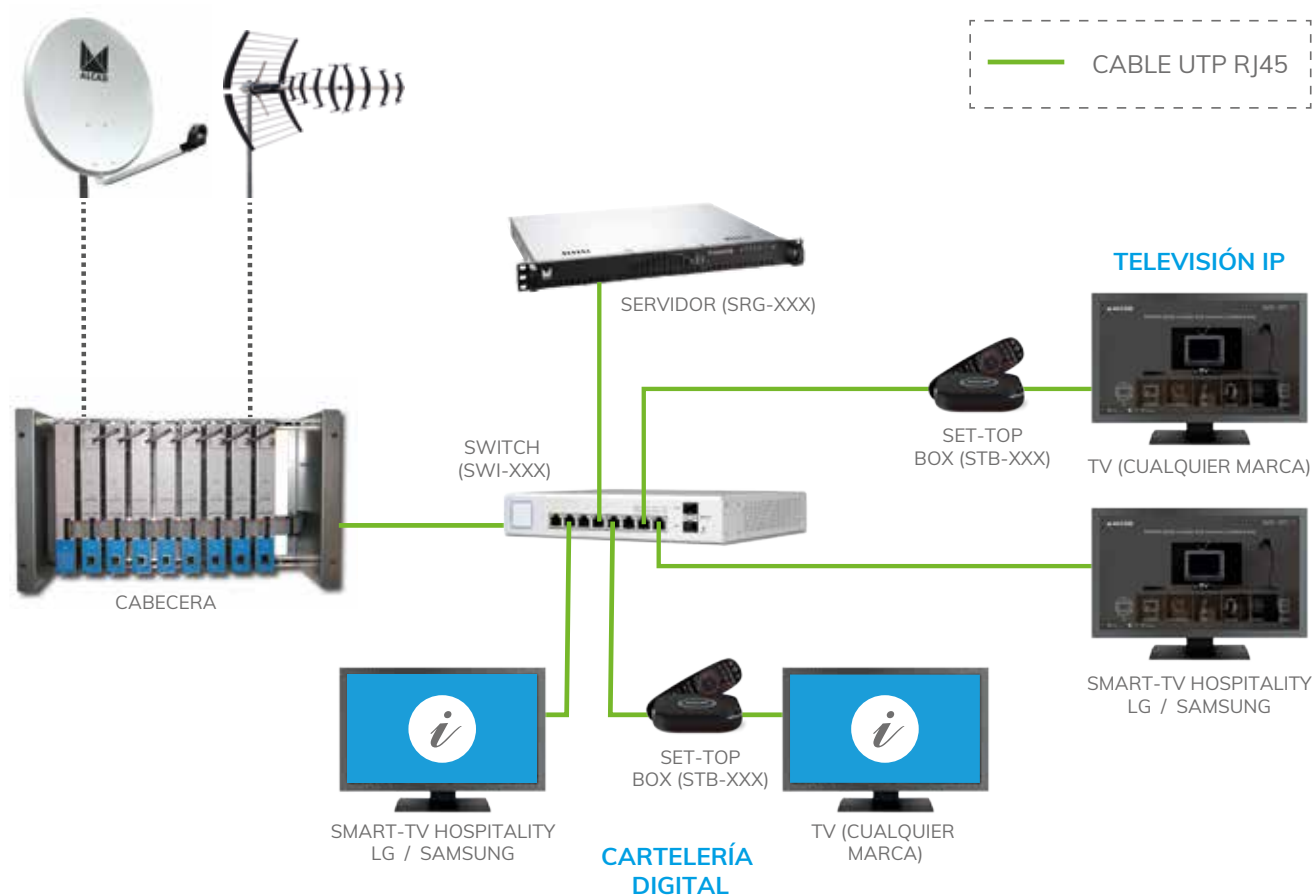 ALCAD
CABLE UTP RJ45
SERVIDOR (SRG-XXX)
TELEVISIÓN IP
SWITCH
(SWI-XXX)
SET-TOP
BOX (STB-XXX)
TV (CUALQUIER MARCA)
CABECERA
SMART-TV HOSPITALITY
LG / SAMSUNG
SET-TOP
BOX (STB-XXX)
SMART-TV HOSPITALITY
LG / SAMSUNG
TV (CUALQUIER
MARCA)
CARTELERÍA
DIGITAL